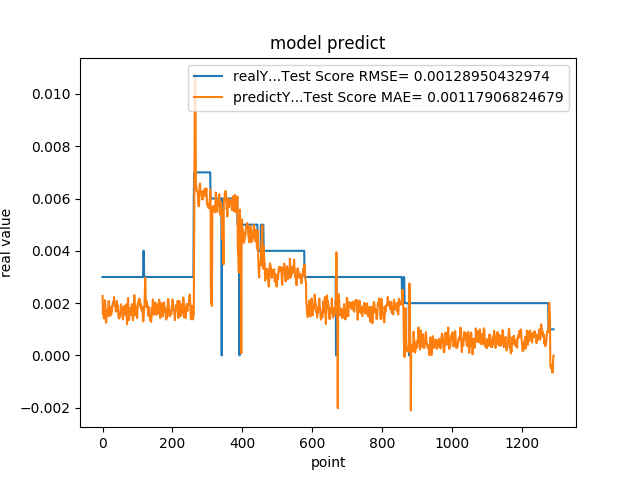 model predict
realY...Test Score RMSE= 0.00128950432974
predictY...Test Score MAE= 0.00117906824679
real value
0.010
0.008
0.006
0.004
0.002
0.000
−0.002
0 200 400 600 800 1000 1200
point